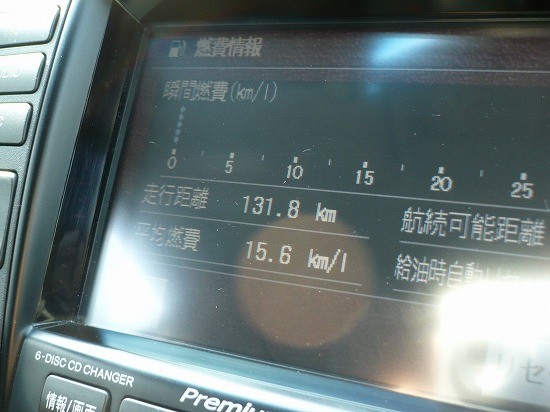 燃費情報
瞬間燃費(km/l)
0 5 10 15 20 25
走行距離 131.8 km 航続可能距離
平均燃費 15.6 km/l 給油時自動
6-DISC CD CHANGER
情報/画面 Premium